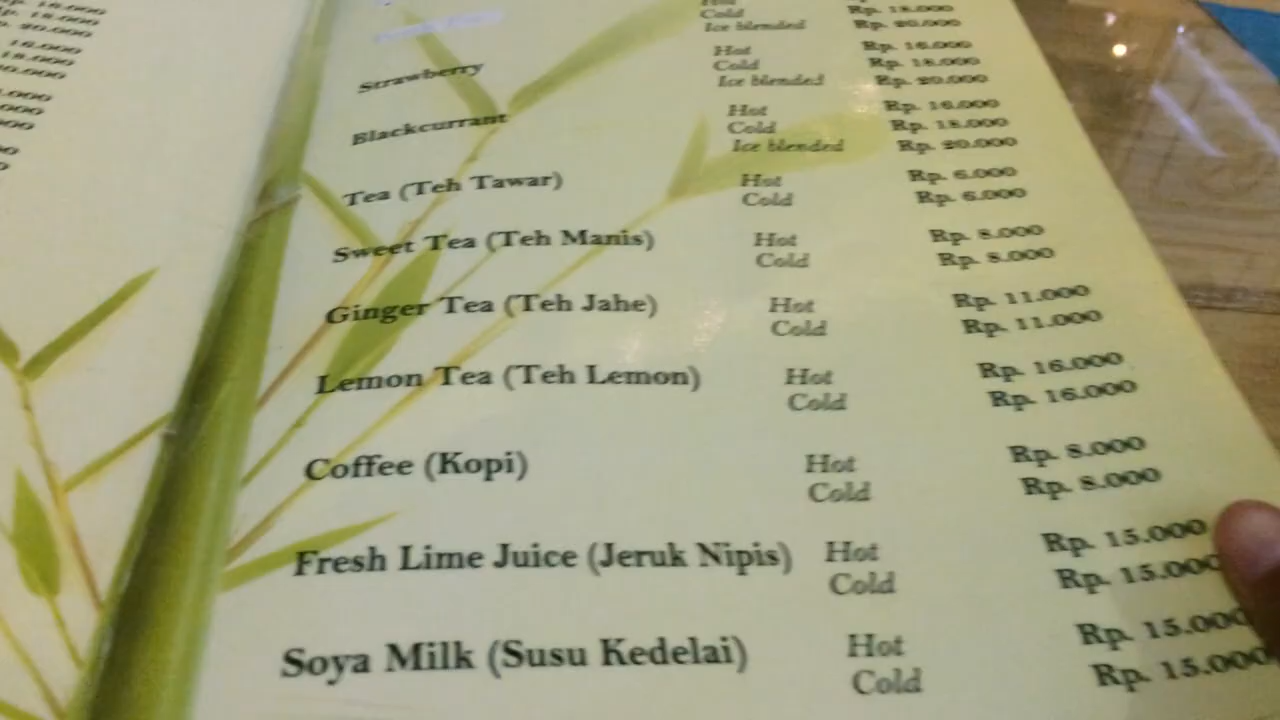 Cold Rp. 18.000
Ice blended Rp. 20.000
Strawberry Hot Rp. 16.000
Cold Rp. 18.000
Ice blended Rp. 20.000
Blackcurrant Hot Rp. 16.000
Cold Rp. 18.000
Ice blended Rp. 20.000
Tea (Teh Tawar) Hot Rp. 6.000
Cold Rp. 6.000
Sweet Tea (Teh Manis) Hot Rp. 8.000
Cold Rp. 8.000
Ginger Tea (Teh Jahe) Hot Rp. 11.000
Cold Rp. 11.000
Lemon Tea (Teh Lemon) Hot Rp. 16.000
Cold Rp. 16.000
Coffee (Kopi) Hot Rp. 8.000
Cold Rp. 8.000
Fresh Lime Juice (Jeruk Nipis) Hot Rp. 15.000
Cold Rp. 15.000
Soya Milk (Susu Kedelai) Hot Rp. 15.000
Cold Rp. 15.000